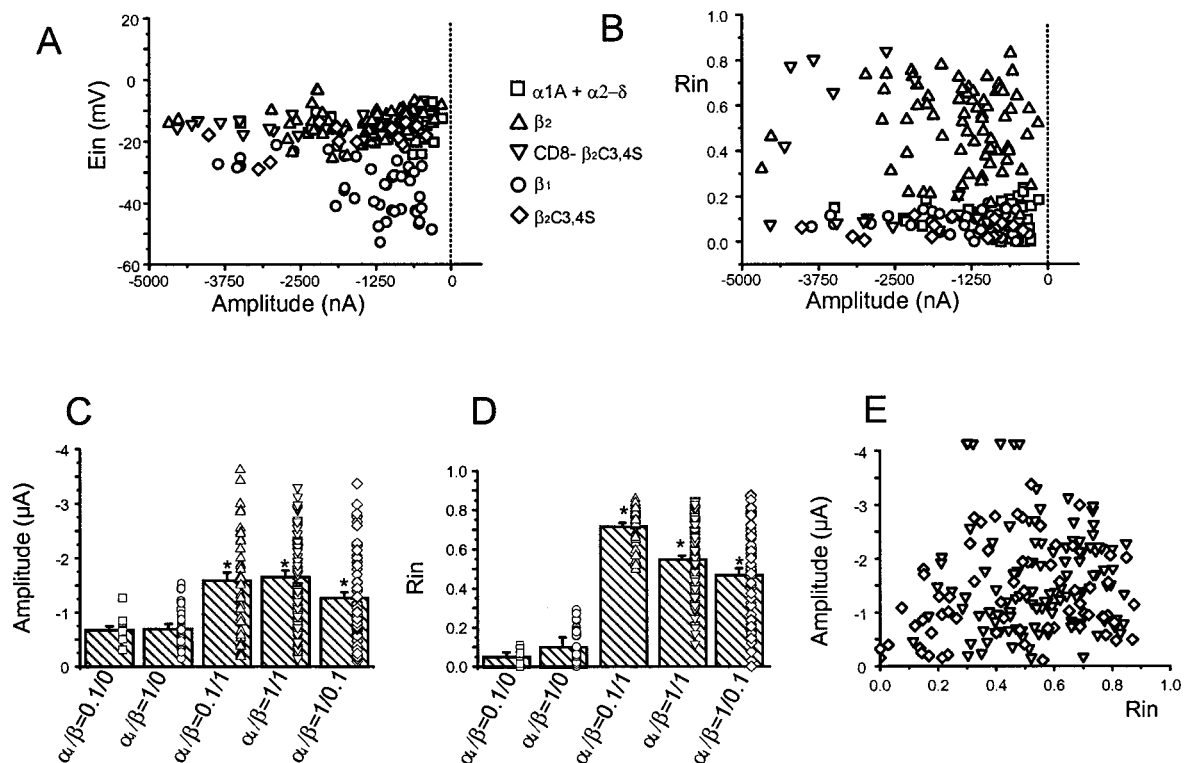 A
Ein (mV)
20
0
-20
-40
-60
-5000 -3750 -2500 -1250 0
Amplitude (nA)
α1A + α2–δ
β2
CD8- β2C3,4S
β1
β2C3,4S
B
Rin
1.0
0.8
0.6
0.4
0.2
0.0
-5000 -3750 -2500 -1250 0
Amplitude (nA)
C
Amplitude (μA)
-4
-3
-2
-1
0
* * *
α/β=0.1/0
α/β=1/0
α/β=0.1/1
α/β=1/1
α/β=1/0.1
D
Rin
1.0
0.8
0.6
0.4
0.2
0.0
* * *
α/β=0.1/0
α/β=1/0
α/β=0.1/1
α/β=1/1
α/β=1/0.1
E
Amplitude (μA)
-4
-3
-2
-1
0
0.0 0.2 0.4 0.6 0.8 1.0
Rin